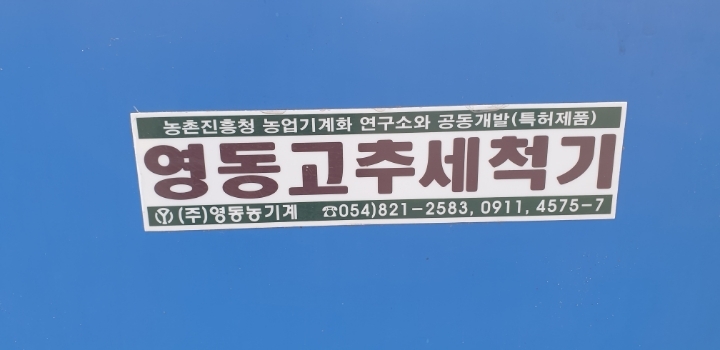 농촌진흥청 농업기계화 연구소와 공동개발(특허제품)
영동고추세척기
(주)영동농기계 ☎054)821-2583, 0911, 4575-7